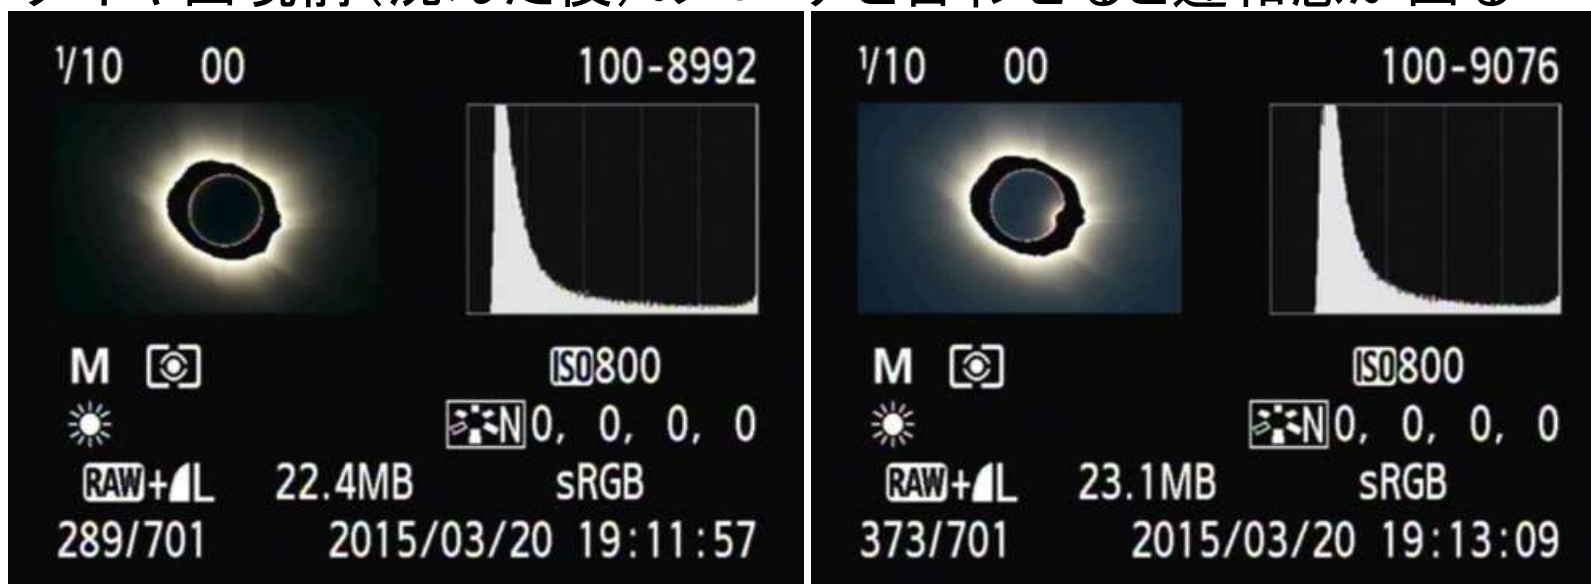 1/10 00 100-8992
M ISO800
N 0, 0, 0, 0
RAW+L 22.4MB sRGB
289/701 2015/03/20 19:11:57
1/10 00 100-9076
M ISO800
N 0, 0, 0, 0
RAW+L 23.1MB sRGB
373/701 2015/03/20 19:13:09